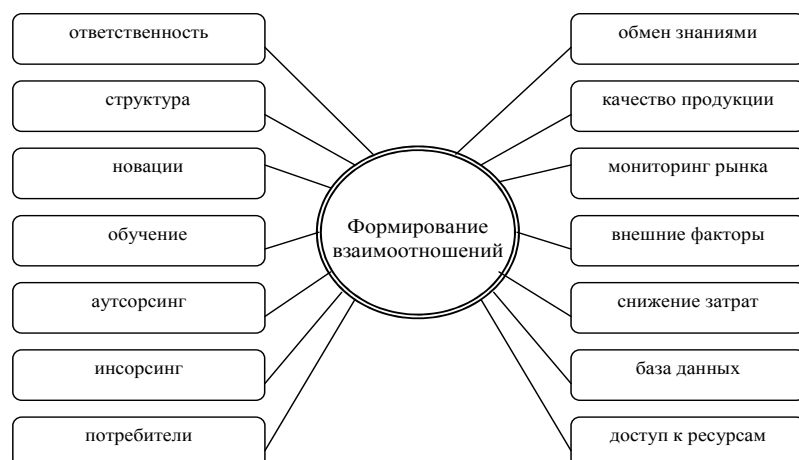 ответственность
структура
новации
обучение
аутсорсинг
инсорсинг
потребители
Формирование
взаимоотношений
обмен знаниями
качество продукции
мониторинг рынка
внешние факторы
снижение затрат
база данных
доступ к ресурсам